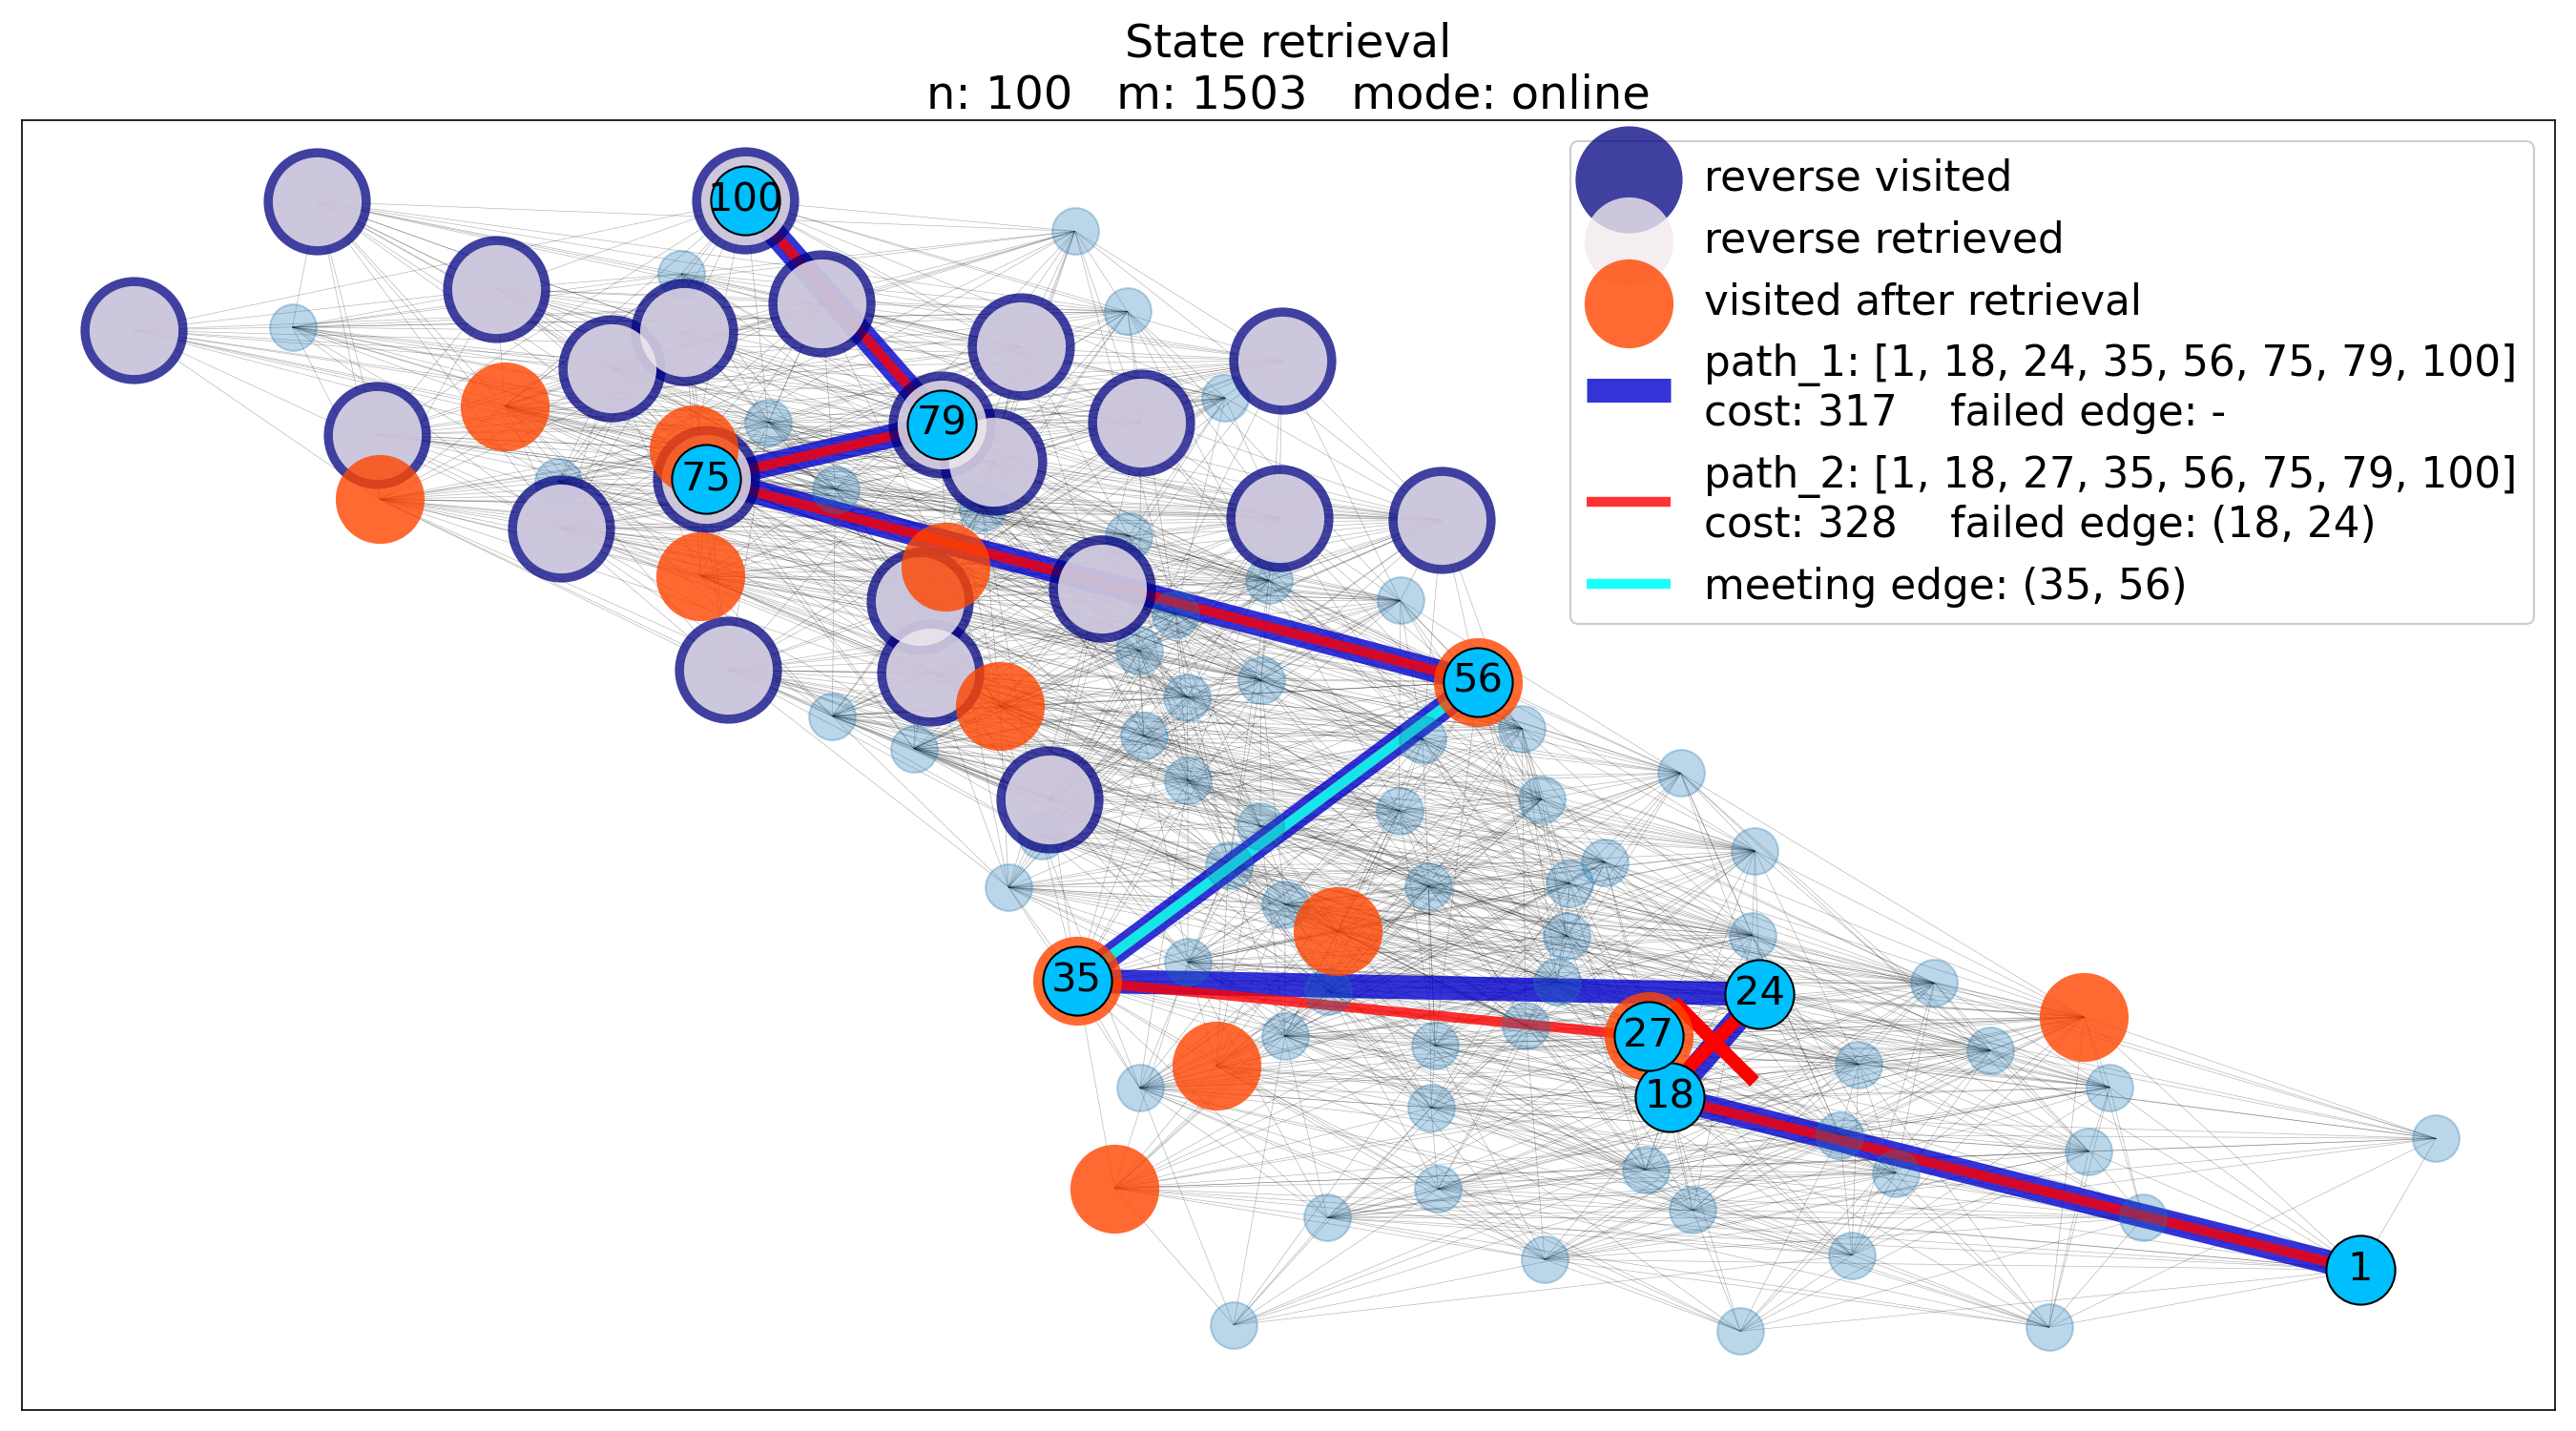 State retrieval
n: 100   m: 1503   mode: online
reverse visited
reverse retrieved
visited after retrieval
path_1: [1, 18, 24, 35, 56, 75, 79, 100]
cost: 317    failed edge: -
path_2: [1, 18, 27, 35, 56, 75, 79, 100]
cost: 328    failed edge: (18, 24)
meeting edge: (35, 56)
100
79
75
56
35
24
27
18
1